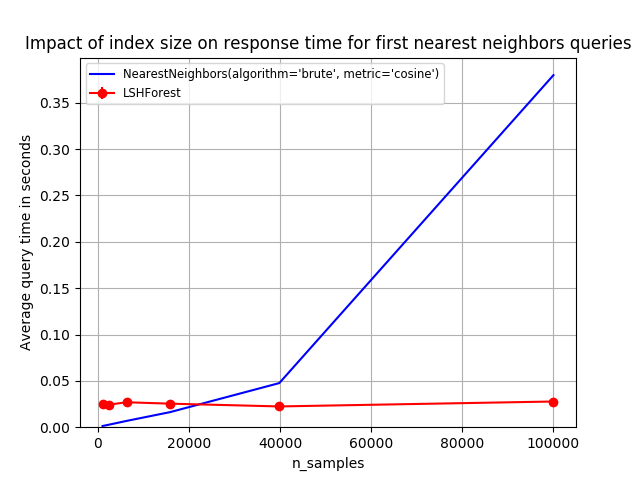 Impact of index size on response time for first nearest neighbors queries
NearestNeighbors(algorithm='brute', metric='cosine')
LSHForest
Average query time in seconds
0.35
0.30
0.25
0.20
0.15
0.10
0.05
0.00
0
20000
40000
60000
80000
100000
n_samples